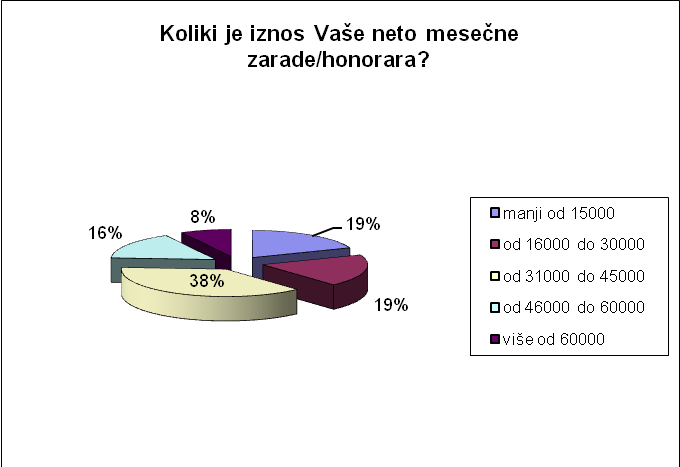 Koliki je iznos Vaše neto mesečne
zarade/honorara?
8%
19%
16%
38%
19%
manji od 15000
od 16000 do 30000
od 31000 do 45000
od 46000 do 60000
više od 60000